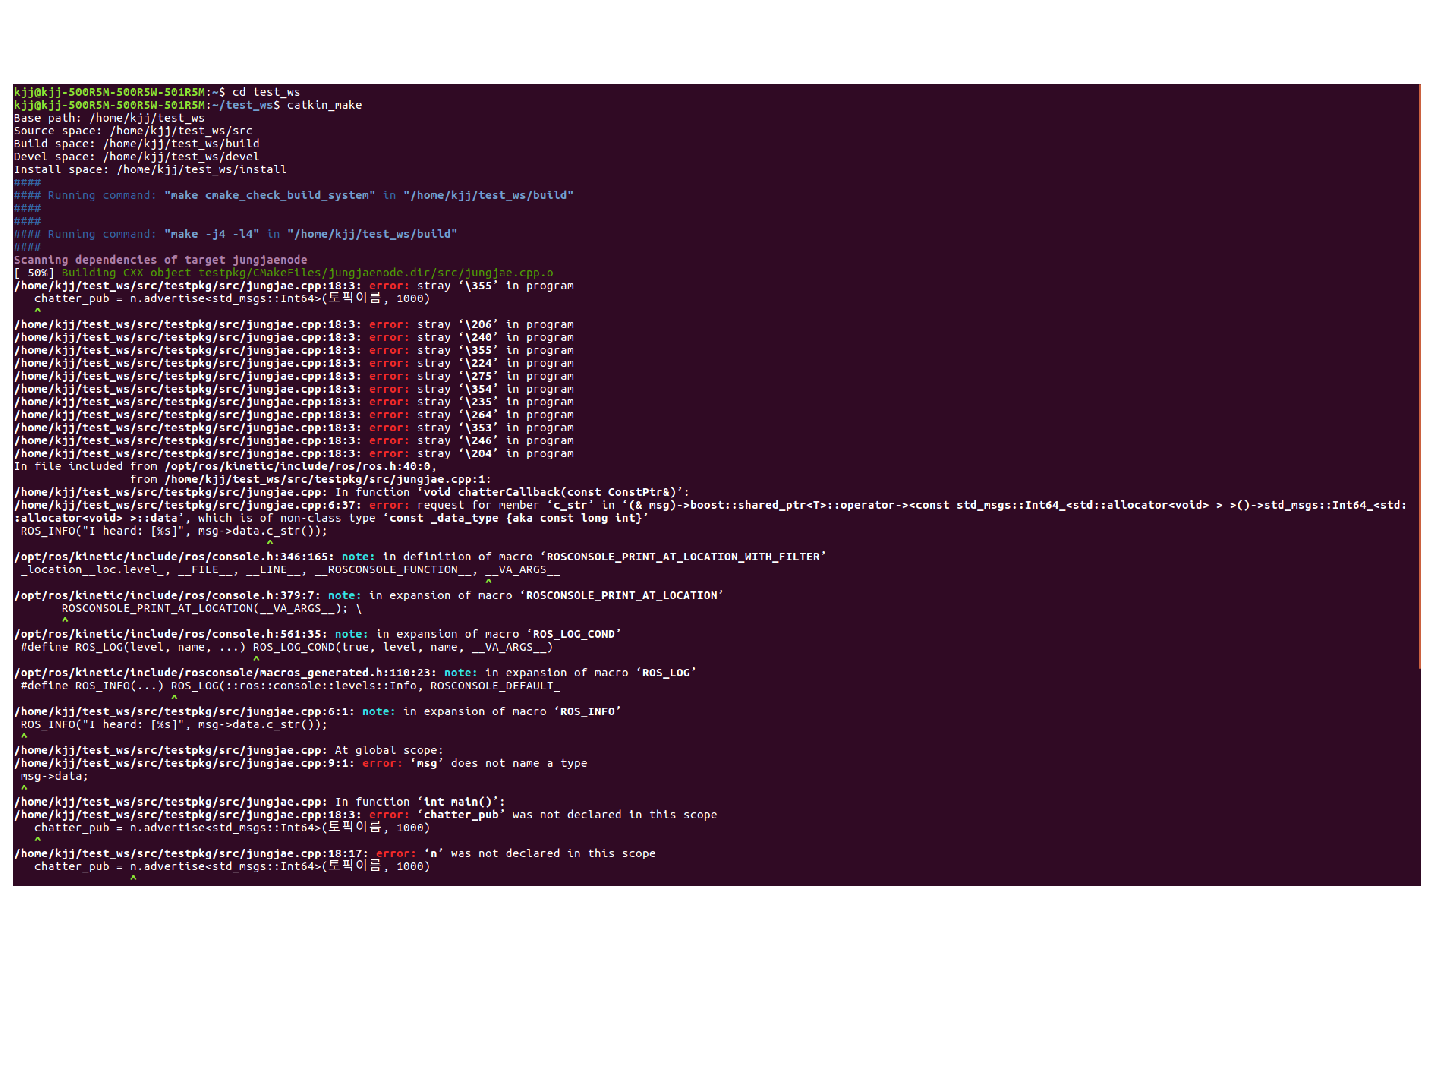 kjj@kjj-500R5M-500R5W-501R5M:~$ cd test_ws
kjj@kjj-500R5M-500R5W-501R5M:~/test_ws$ catkin_make
Base path: /home/kjj/test_ws
Source space: /home/kjj/test_ws/src
Build space: /home/kjj/test_ws/build
Devel space: /home/kjj/test_ws/devel
Install space: /home/kjj/test_ws/install
####
#### Running command: "make cmake_check_build_system" in "/home/kjj/test_ws/build"
####
####
#### Running command: "make -j4 -l4" in "/home/kjj/test_ws/build"
####
Scanning dependencies of target jungjaenode
[ 50%] Building CXX object testpkg/CMakeFiles/jungjaenode.dir/src/jungjae.cpp.o
/home/kjj/test_ws/src/testpkg/src/jungjae.cpp:18:3: error: stray ‘\355’ in program
   chatter_pub = n.advertise<std_msgs::Int64>(토픽이름, 1000)
   ^
/home/kjj/test_ws/src/testpkg/src/jungjae.cpp:18:3: error: stray ‘\206’ in program
/home/kjj/test_ws/src/testpkg/src/jungjae.cpp:18:3: error: stray ‘\240’ in program
/home/kjj/test_ws/src/testpkg/src/jungjae.cpp:18:3: error: stray ‘\355’ in program
/home/kjj/test_ws/src/testpkg/src/jungjae.cpp:18:3: error: stray ‘\224’ in program
/home/kjj/test_ws/src/testpkg/src/jungjae.cpp:18:3: error: stray ‘\275’ in program
/home/kjj/test_ws/src/testpkg/src/jungjae.cpp:18:3: error: stray ‘\354’ in program
/home/kjj/test_ws/src/testpkg/src/jungjae.cpp:18:3: error: stray ‘\235’ in program
/home/kjj/test_ws/src/testpkg/src/jungjae.cpp:18:3: error: stray ‘\264’ in program
/home/kjj/test_ws/src/testpkg/src/jungjae.cpp:18:3: error: stray ‘\353’ in program
/home/kjj/test_ws/src/testpkg/src/jungjae.cpp:18:3: error: stray ‘\246’ in program
/home/kjj/test_ws/src/testpkg/src/jungjae.cpp:18:3: error: stray ‘\204’ in program
In file included from /opt/ros/kinetic/include/ros/ros.h:40:0,
                 from /home/kjj/test_ws/src/testpkg/src/jungjae.cpp:1:
/home/kjj/test_ws/src/testpkg/src/jungjae.cpp: In function ‘void chatterCallback(const ConstPtr&)’:
/home/kjj/test_ws/src/testpkg/src/jungjae.cpp:6:37: error: request for member ‘c_str’ in ‘(& msg)->boost::shared_ptr<T>::operator-><const std_msgs::Int64_<std::allocator<void> > >()->std_msgs::Int64_<std:
:allocator<void> >::data’, which is of non-class type ‘const _data_type {aka const long int}’
 ROS_INFO("I heard: [%s]", msg->data.c_str());
                                     ^
/opt/ros/kinetic/include/ros/console.h:346:165: note: in definition of macro ‘ROSCONSOLE_PRINT_AT_LOCATION_WITH_FILTER’
 _location__loc.level_, __FILE__, __LINE__, __ROSCONSOLE_FUNCTION__, __VA_ARGS__
                                                                     ^
/opt/ros/kinetic/include/ros/console.h:379:7: note: in expansion of macro ‘ROSCONSOLE_PRINT_AT_LOCATION’
       ROSCONSOLE_PRINT_AT_LOCATION(__VA_ARGS__); \
       ^
/opt/ros/kinetic/include/ros/console.h:561:35: note: in expansion of macro ‘ROS_LOG_COND’
 #define ROS_LOG(level, name, ...) ROS_LOG_COND(true, level, name, __VA_ARGS__)
                                   ^
/opt/ros/kinetic/include/rosconsole/macros_generated.h:110:23: note: in expansion of macro ‘ROS_LOG’
 #define ROS_INFO(...) ROS_LOG(::ros::console::levels::Info, ROSCONSOLE_DEFAULT_
                       ^
/home/kjj/test_ws/src/testpkg/src/jungjae.cpp:6:1: note: in expansion of macro ‘ROS_INFO’
 ROS_INFO("I heard: [%s]", msg->data.c_str());
 ^
/home/kjj/test_ws/src/testpkg/src/jungjae.cpp: At global scope:
/home/kjj/test_ws/src/testpkg/src/jungjae.cpp:9:1: error: ‘msg’ does not name a type
 msg->data;
 ^
/home/kjj/test_ws/src/testpkg/src/jungjae.cpp: In function ‘int main()’:
/home/kjj/test_ws/src/testpkg/src/jungjae.cpp:18:3: error: ‘chatter_pub’ was not declared in this scope
   chatter_pub = n.advertise<std_msgs::Int64>(토픽이름, 1000)
   ^
/home/kjj/test_ws/src/testpkg/src/jungjae.cpp:18:17: error: ‘n’ was not declared in this scope
   chatter_pub = n.advertise<std_msgs::Int64>(토픽이름, 1000)
                 ^